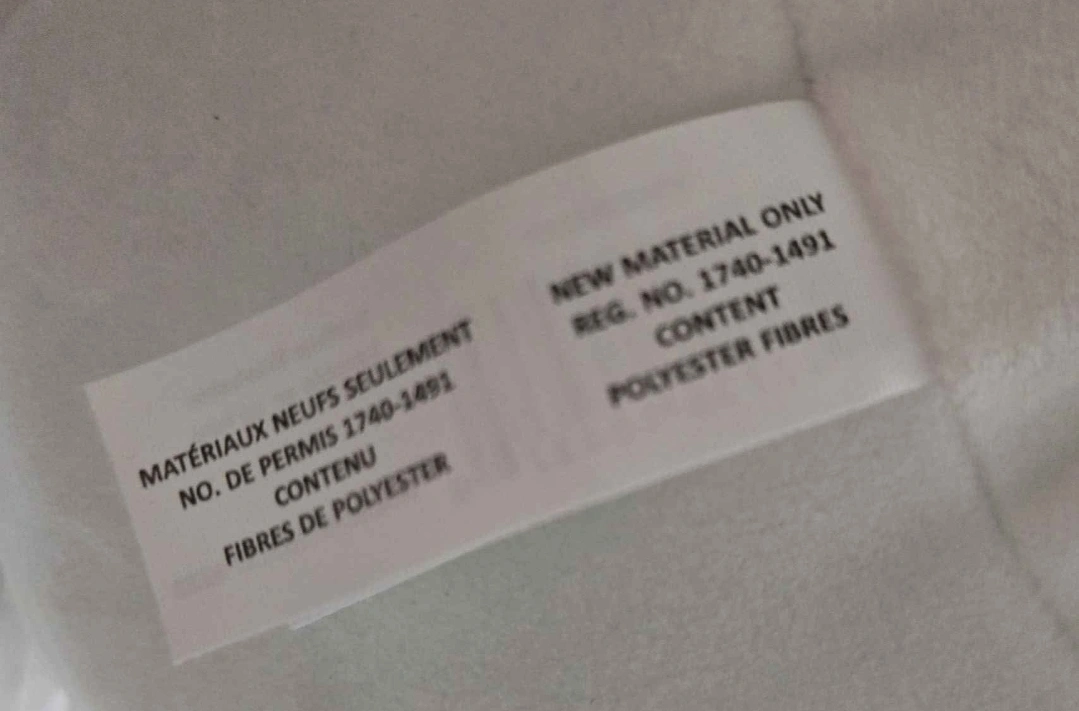 MATÉRIAUX NEUFS SEULEMENT
NO. DE PERMIS 1740-1491
CONTENU
FIBRES DE POLYESTER
NEW MATERIAL ONLY
REG. NO. 1740-1491
CONTENT
POLYESTER FIBRES